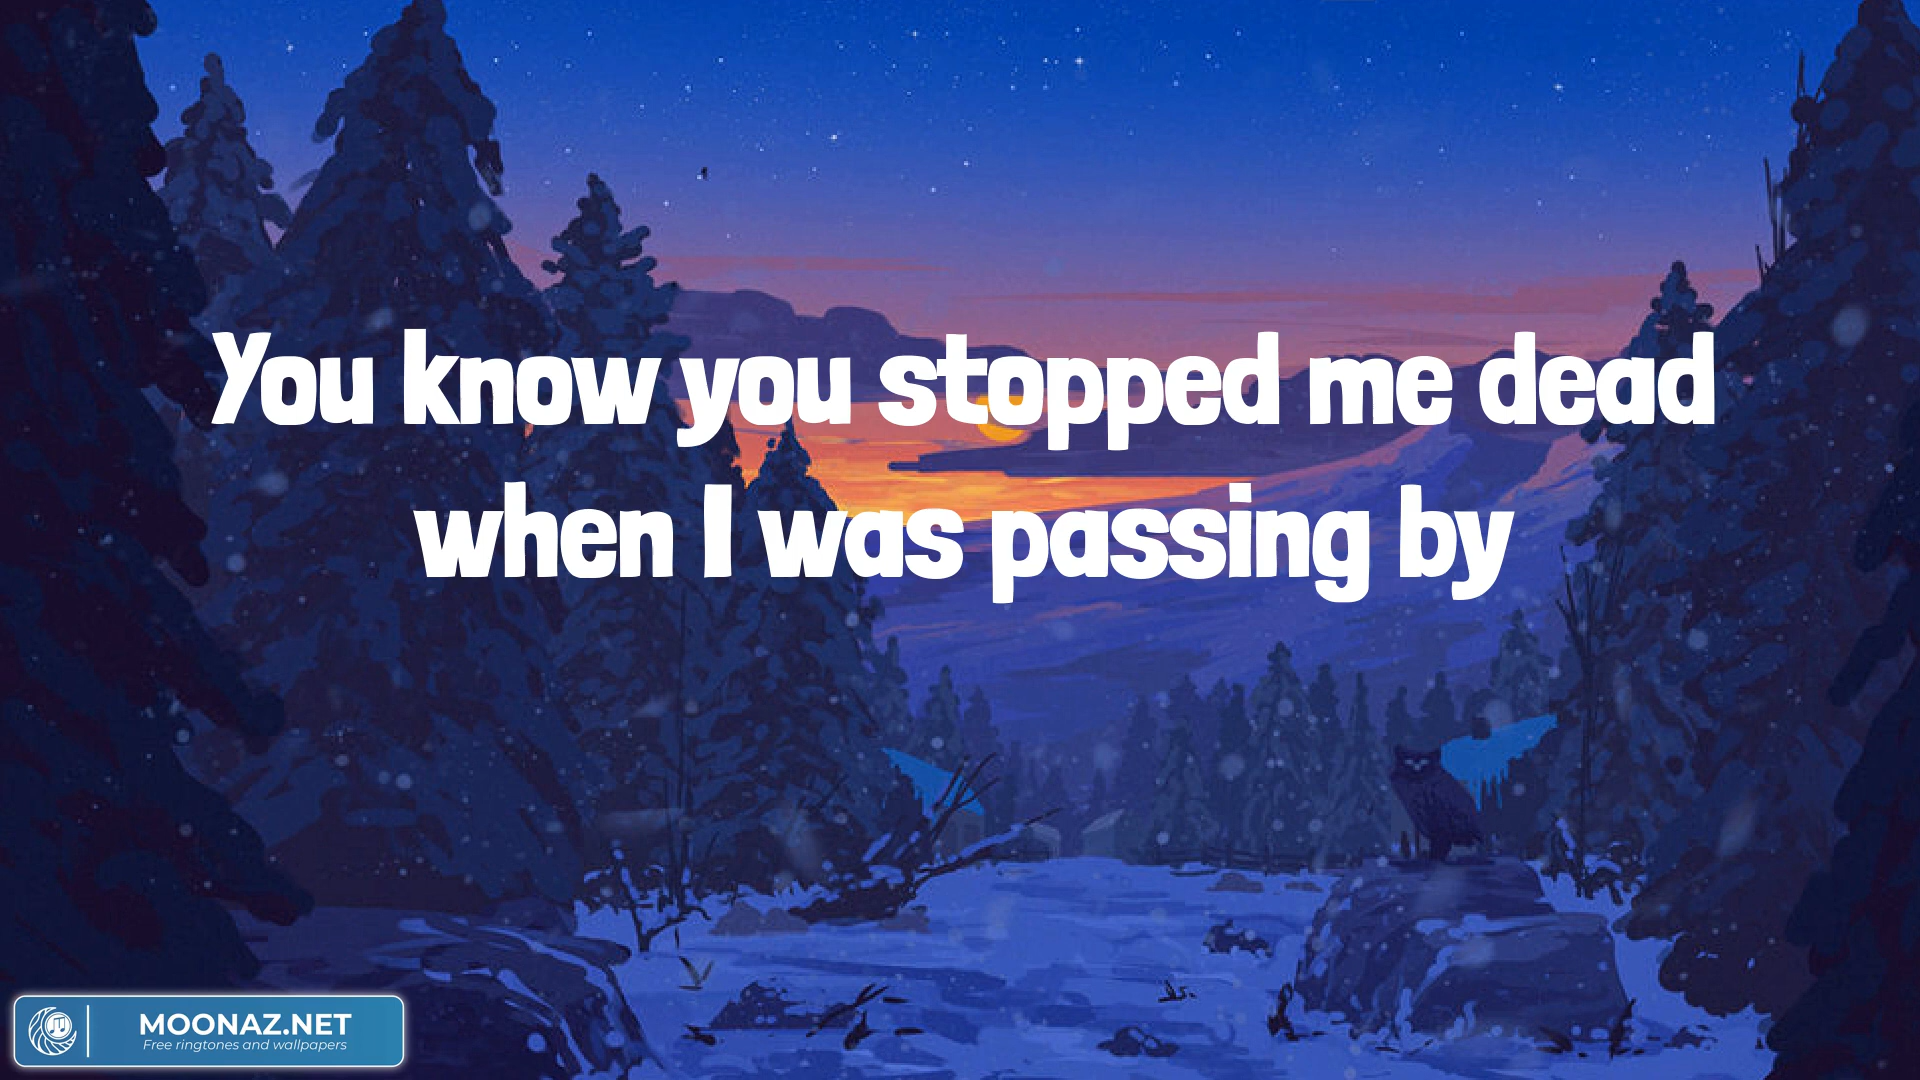 You know you stopped me dead
when I was passing by
MOONAZ.NET
Free ringtones and wallpapers